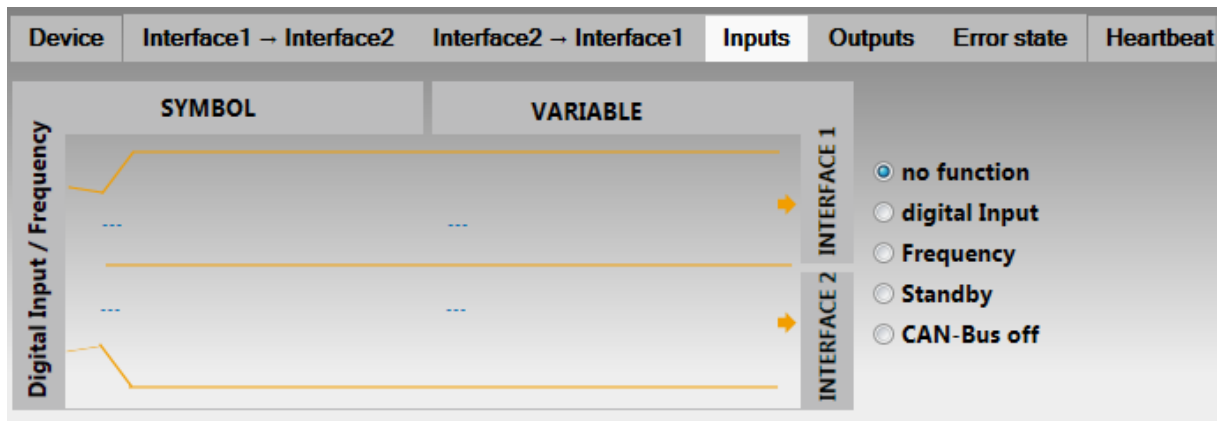 Device Interface1 → Interface2 Interface2 → Interface1 Inputs Outputs Error state Heartbeat
SYMBOL VARIABLE
Digital Input / Frequency
--- ---
--- ---
INTERFACE 1
INTERFACE 2
no function
digital Input
Frequency
Standby
CAN-Bus off